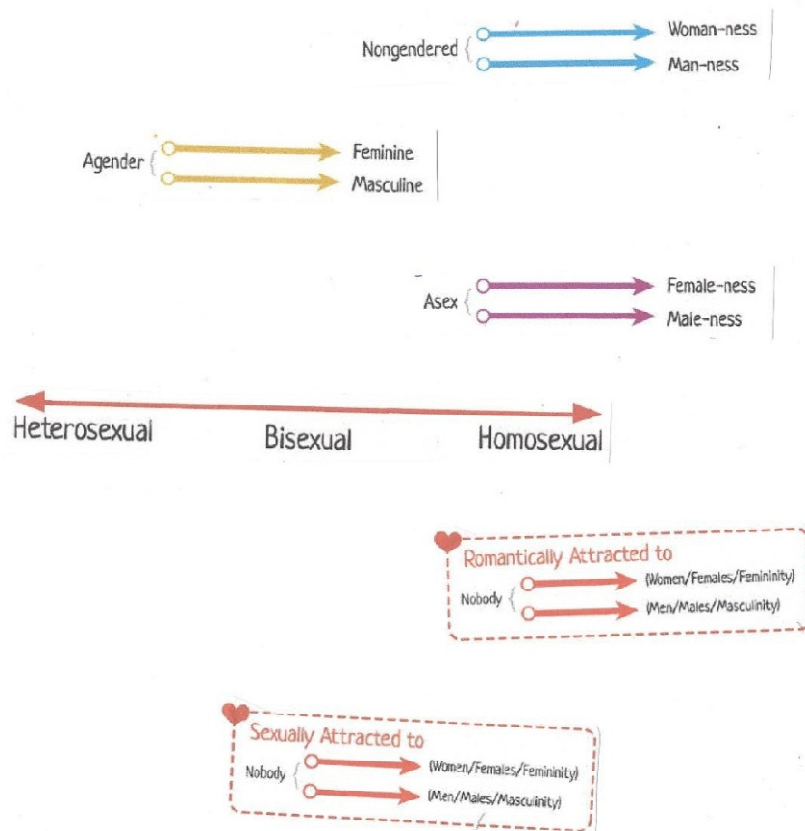 Woman-ness
Nongendered
Man-ness
Feminine
Agender
Masculine
Female-ness
Asex
Male-ness
Heterosexual Bisexual Homosexual
Romantically Attracted to
(Women/Females/Femininity)
Nobody
(Men/Males/Masculinity)
Sexually Attracted to
(Women/Females/Femininity)
Nobody
(Men/Males/Masculinity)